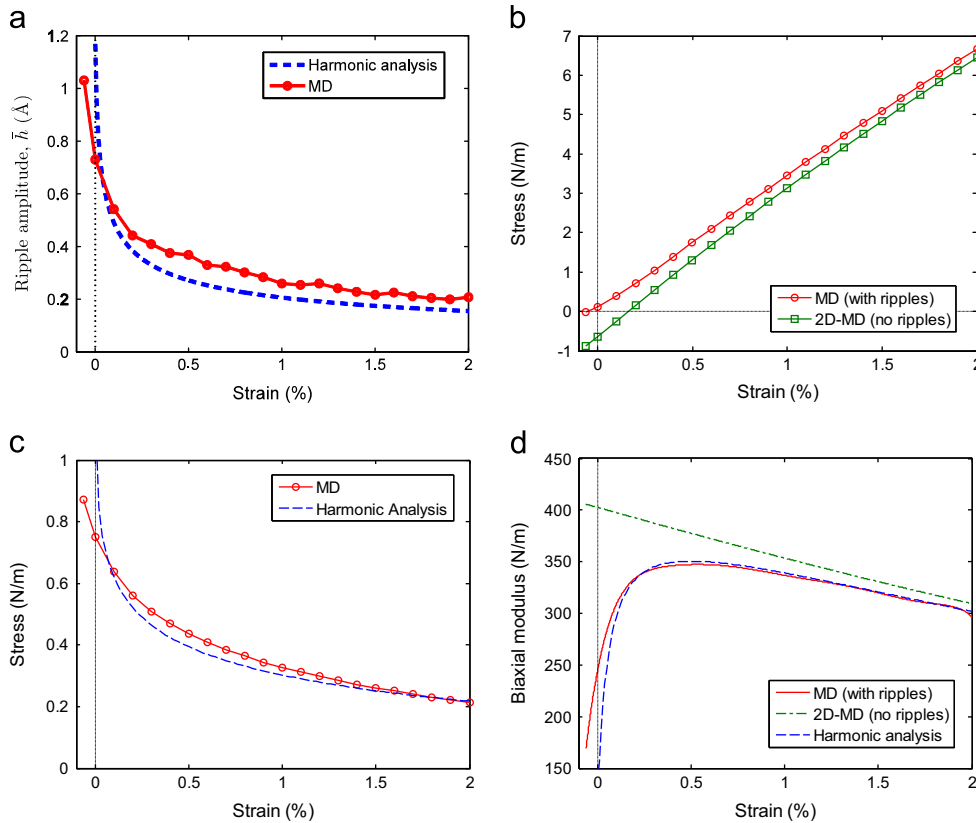 a
1.2
1
0.8
0.6
0.4
0.2
0
Ripple amplitude, h̄ (Å)
Harmonic analysis
MD
0
0.5
1
1.5
2
Strain (%)
b
7
6
5
4
3
2
1
0
-1
Stress (N/m)
MD (with ripples)
2D-MD (no ripples)
0
0.5
1
1.5
2
Strain (%)
c
1
0.8
0.6
0.4
0.2
0
Stress (N/m)
MD
Harmonic Analysis
0
0.5
1
1.5
2
Strain (%)
d
450
400
350
300
250
200
150
Biaxial modulus (N/m)
MD (with ripples)
2D-MD (no ripples)
Harmonic analysis
0
0.5
1
1.5
2
Strain (%)